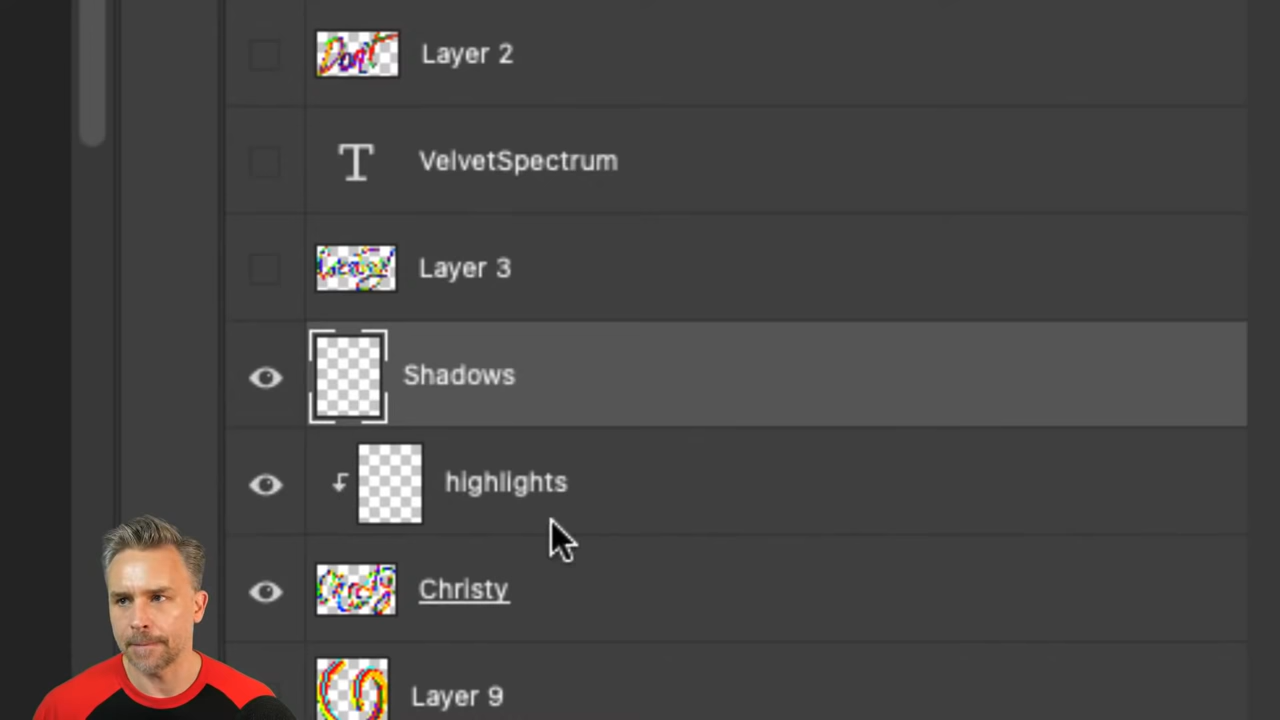 Layer 2
T
VelvetSpectrum
Layer 3
Shadows
highlights
Christy
Layer 9